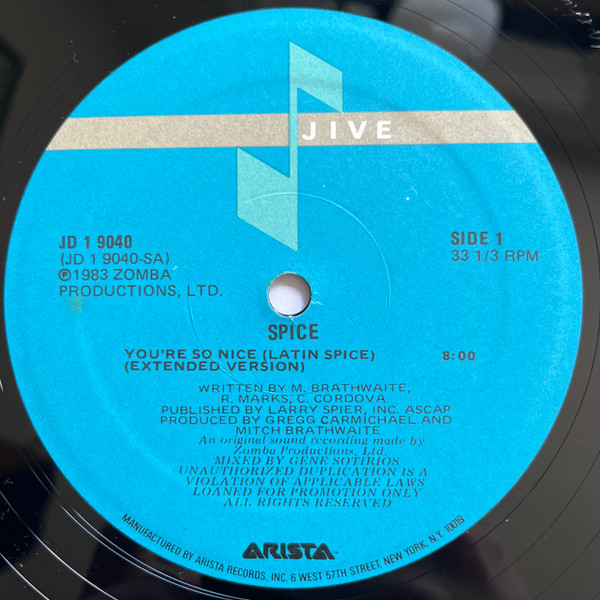 JIVE
JD 1 9040
(JD 1 9040-SA)
℗1983 ZOMBA
PRODUCTIONS, LTD.
SIDE 1
33 1/3 RPM
SPICE
YOU'RE SO NICE (LATIN SPICE) 8:00
(EXTENDED VERSION)
WRITTEN BY M. BRATHWAITE,
R. MARKS, C. CORDOVA
PUBLISHED BY LARRY SPIER, INC. ASCAP
PRODUCED BY GREGG CARMICHAEL AND
MITCH BRATHWAITE
An original sound recording made by
Zomba Productions, Ltd.
MIXED BY GENE SOTIRIOS
UNAUTHORIZED DUPLICATION IS A
VIOLATION OF APPLICABLE LAWS
LOANED FOR PROMOTION ONLY
ALL RIGHTS RESERVED
ARISTA™
MANUFACTURED BY ARISTA RECORDS, INC. 6 WEST 57TH STREET, NEW YORK, N.Y. 10019